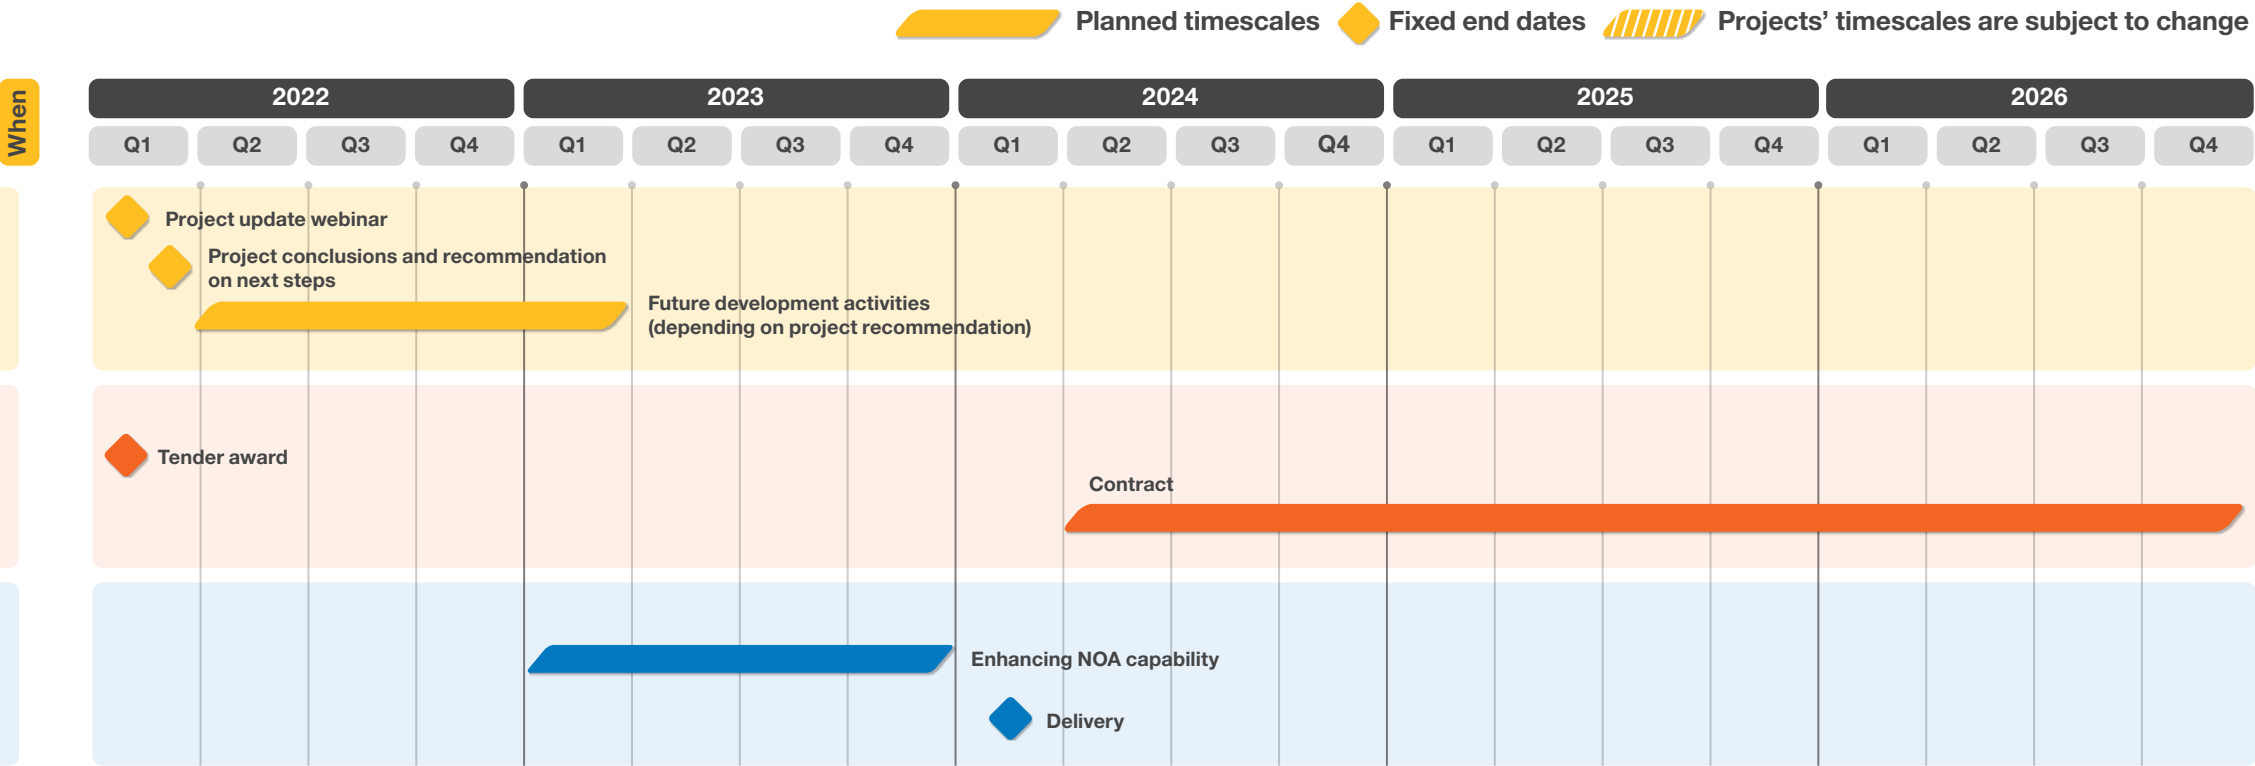 Planned timescales Fixed end dates Projects’ timescales are subject to change
When
2022 2023 2024 2025 2026
Q1 Q2 Q3 Q4 Q1 Q2 Q3 Q4 Q1 Q2 Q3 Q4 Q1 Q2 Q3 Q4 Q1 Q2 Q3 Q4
Project update webinar
Project conclusions and recommendation
on next steps
Future development activities
(depending on project recommendation)
Tender award
Contract
Enhancing NOA capability
Delivery